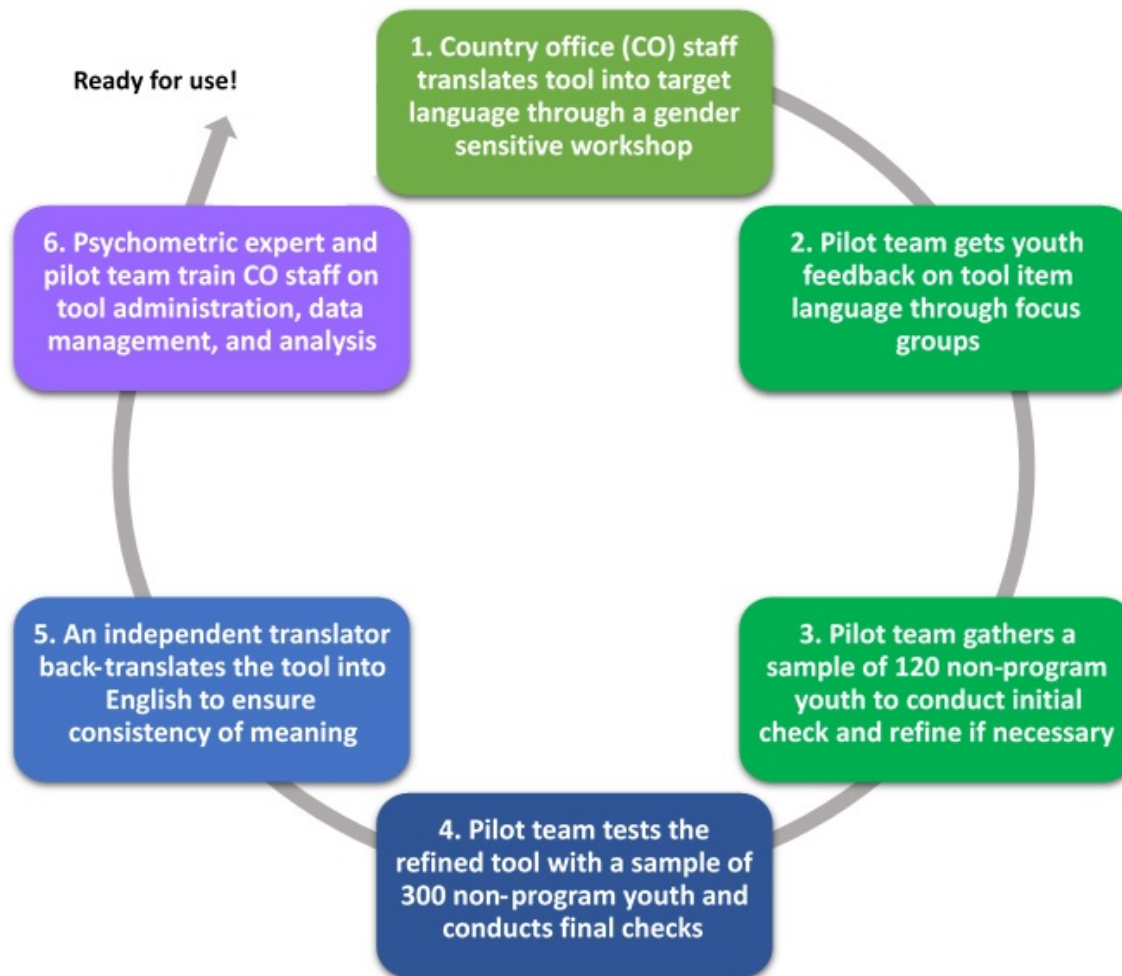 Ready for use!
1. Country office (CO) staff
translates tool into target
language through a gender
sensitive workshop
2. Pilot team gets youth
feedback on tool item
language through focus
groups
3. Pilot team gathers a
sample of 120 non-program
youth to conduct initial
check and refine if necessary
4. Pilot team tests the
refined tool with a sample of
300 non-program youth and
conducts final checks
5. An independent translator
back-translates the tool into
English to ensure
consistency of meaning
6. Psychometric expert and
pilot team train CO staff on
tool administration, data
management, and analysis